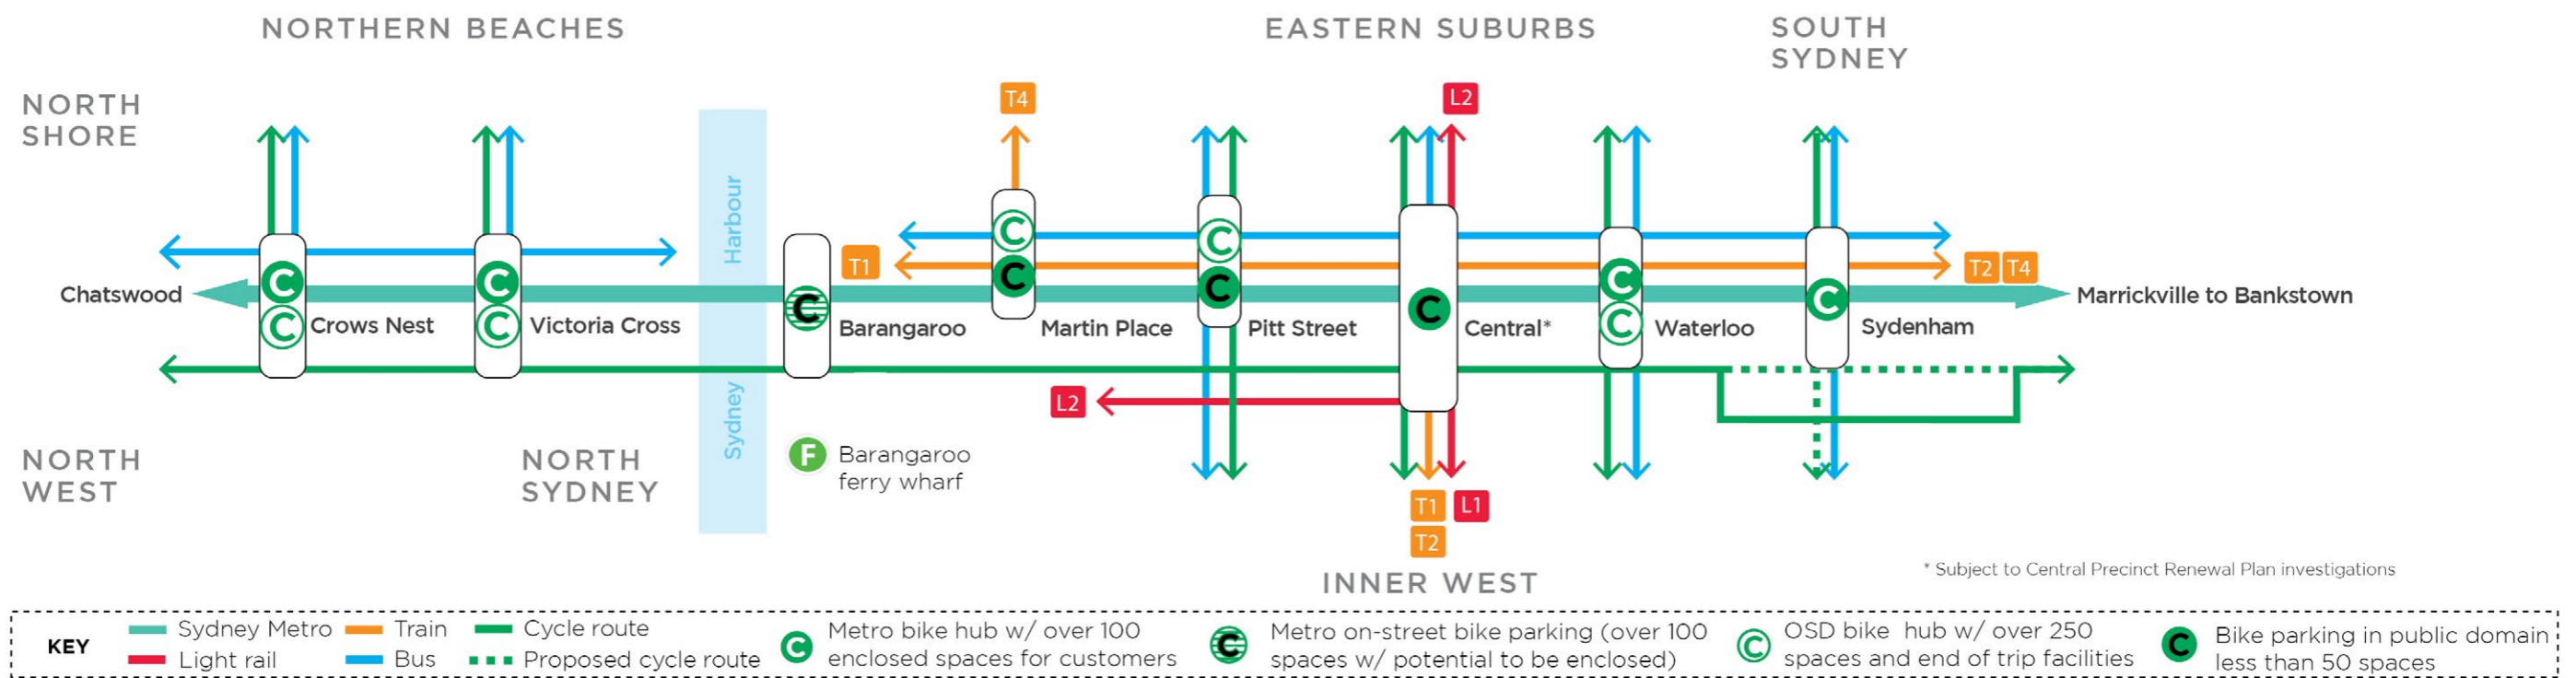 NORTHERN BEACHES
EASTERN SUBURBS
SOUTH
SYDNEY
NORTH
SHORE
T4
L2
Harbour
T1
T2 T4
Chatswood
Marrickville to Bankstown
C
C
Crows Nest
C
C
Victoria Cross
C
Barangaroo
C
C
Martin Place
C
C
Pitt Street
C
Central*
C
C
Waterloo
C
Sydenham
L2
Sydney
NORTH
WEST
NORTH
SYDNEY
F
Barangaroo
ferry wharf
T1 L1
T2
INNER WEST
* Subject to Central Precinct Renewal Plan investigations
KEY
Sydney Metro
Light rail
Train
Bus
Cycle route
Proposed cycle route
C
Metro bike hub w/ over 100
enclosed spaces for customers
C
Metro on-street bike parking (over 100
spaces w/ potential to be enclosed)
C
OSD bike hub w/ over 250
spaces and end of trip facilities
C
Bike parking in public domain
less than 50 spaces